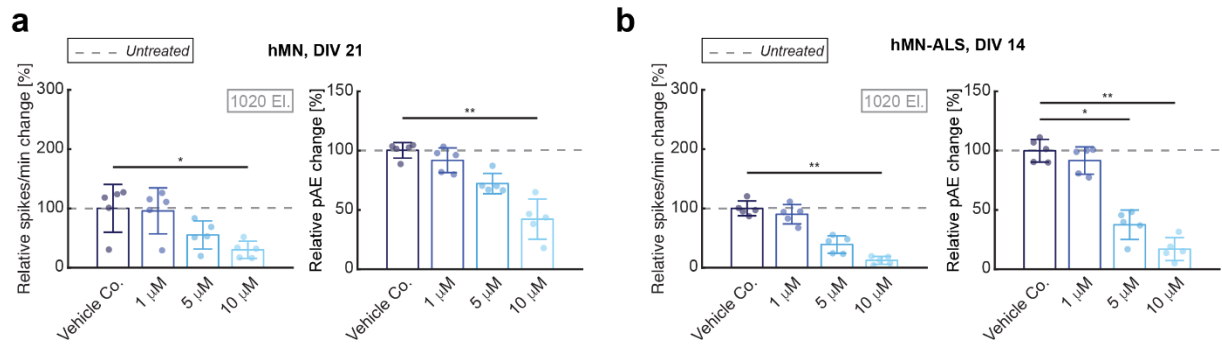 a
Untreated
hMN, DIV 21
Relative spikes/min change [%]
300
200
100
0
1020 El.
*
Vehicle Co.
1 µM
5 µM
10 µM
Relative pAE change [%]
150
100
50
0
**
Vehicle Co.
1 µM
5 µM
10 µM
b
Untreated
hMN-ALS, DIV 14
Relative spikes/min change [%]
300
200
100
0
1020 El.
**
Vehicle Co.
1 µM
5 µM
10 µM
Relative pAE change [%]
150
100
50
0
**
*
Vehicle Co.
1 µM
5 µM
10 µM